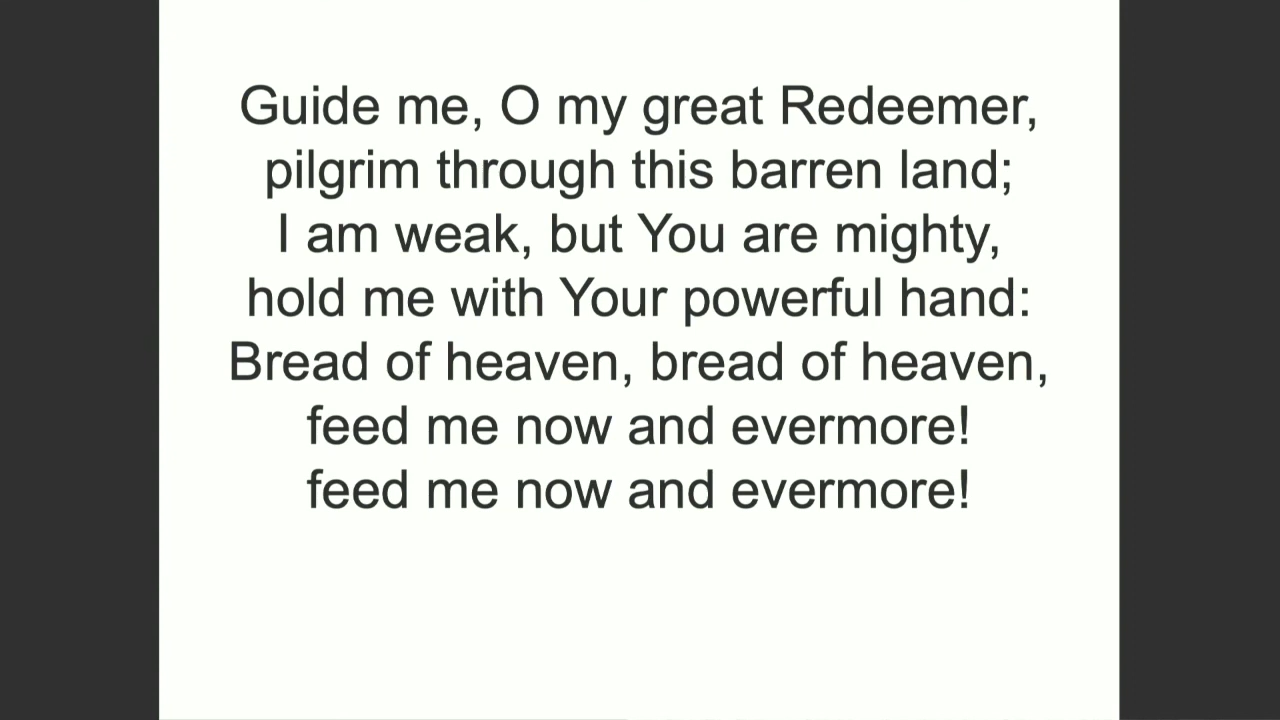 Guide me, O my great Redeemer,
pilgrim through this barren land;
I am weak, but You are mighty,
hold me with Your powerful hand:
Bread of heaven, bread of heaven,
feed me now and evermore!
feed me now and evermore!